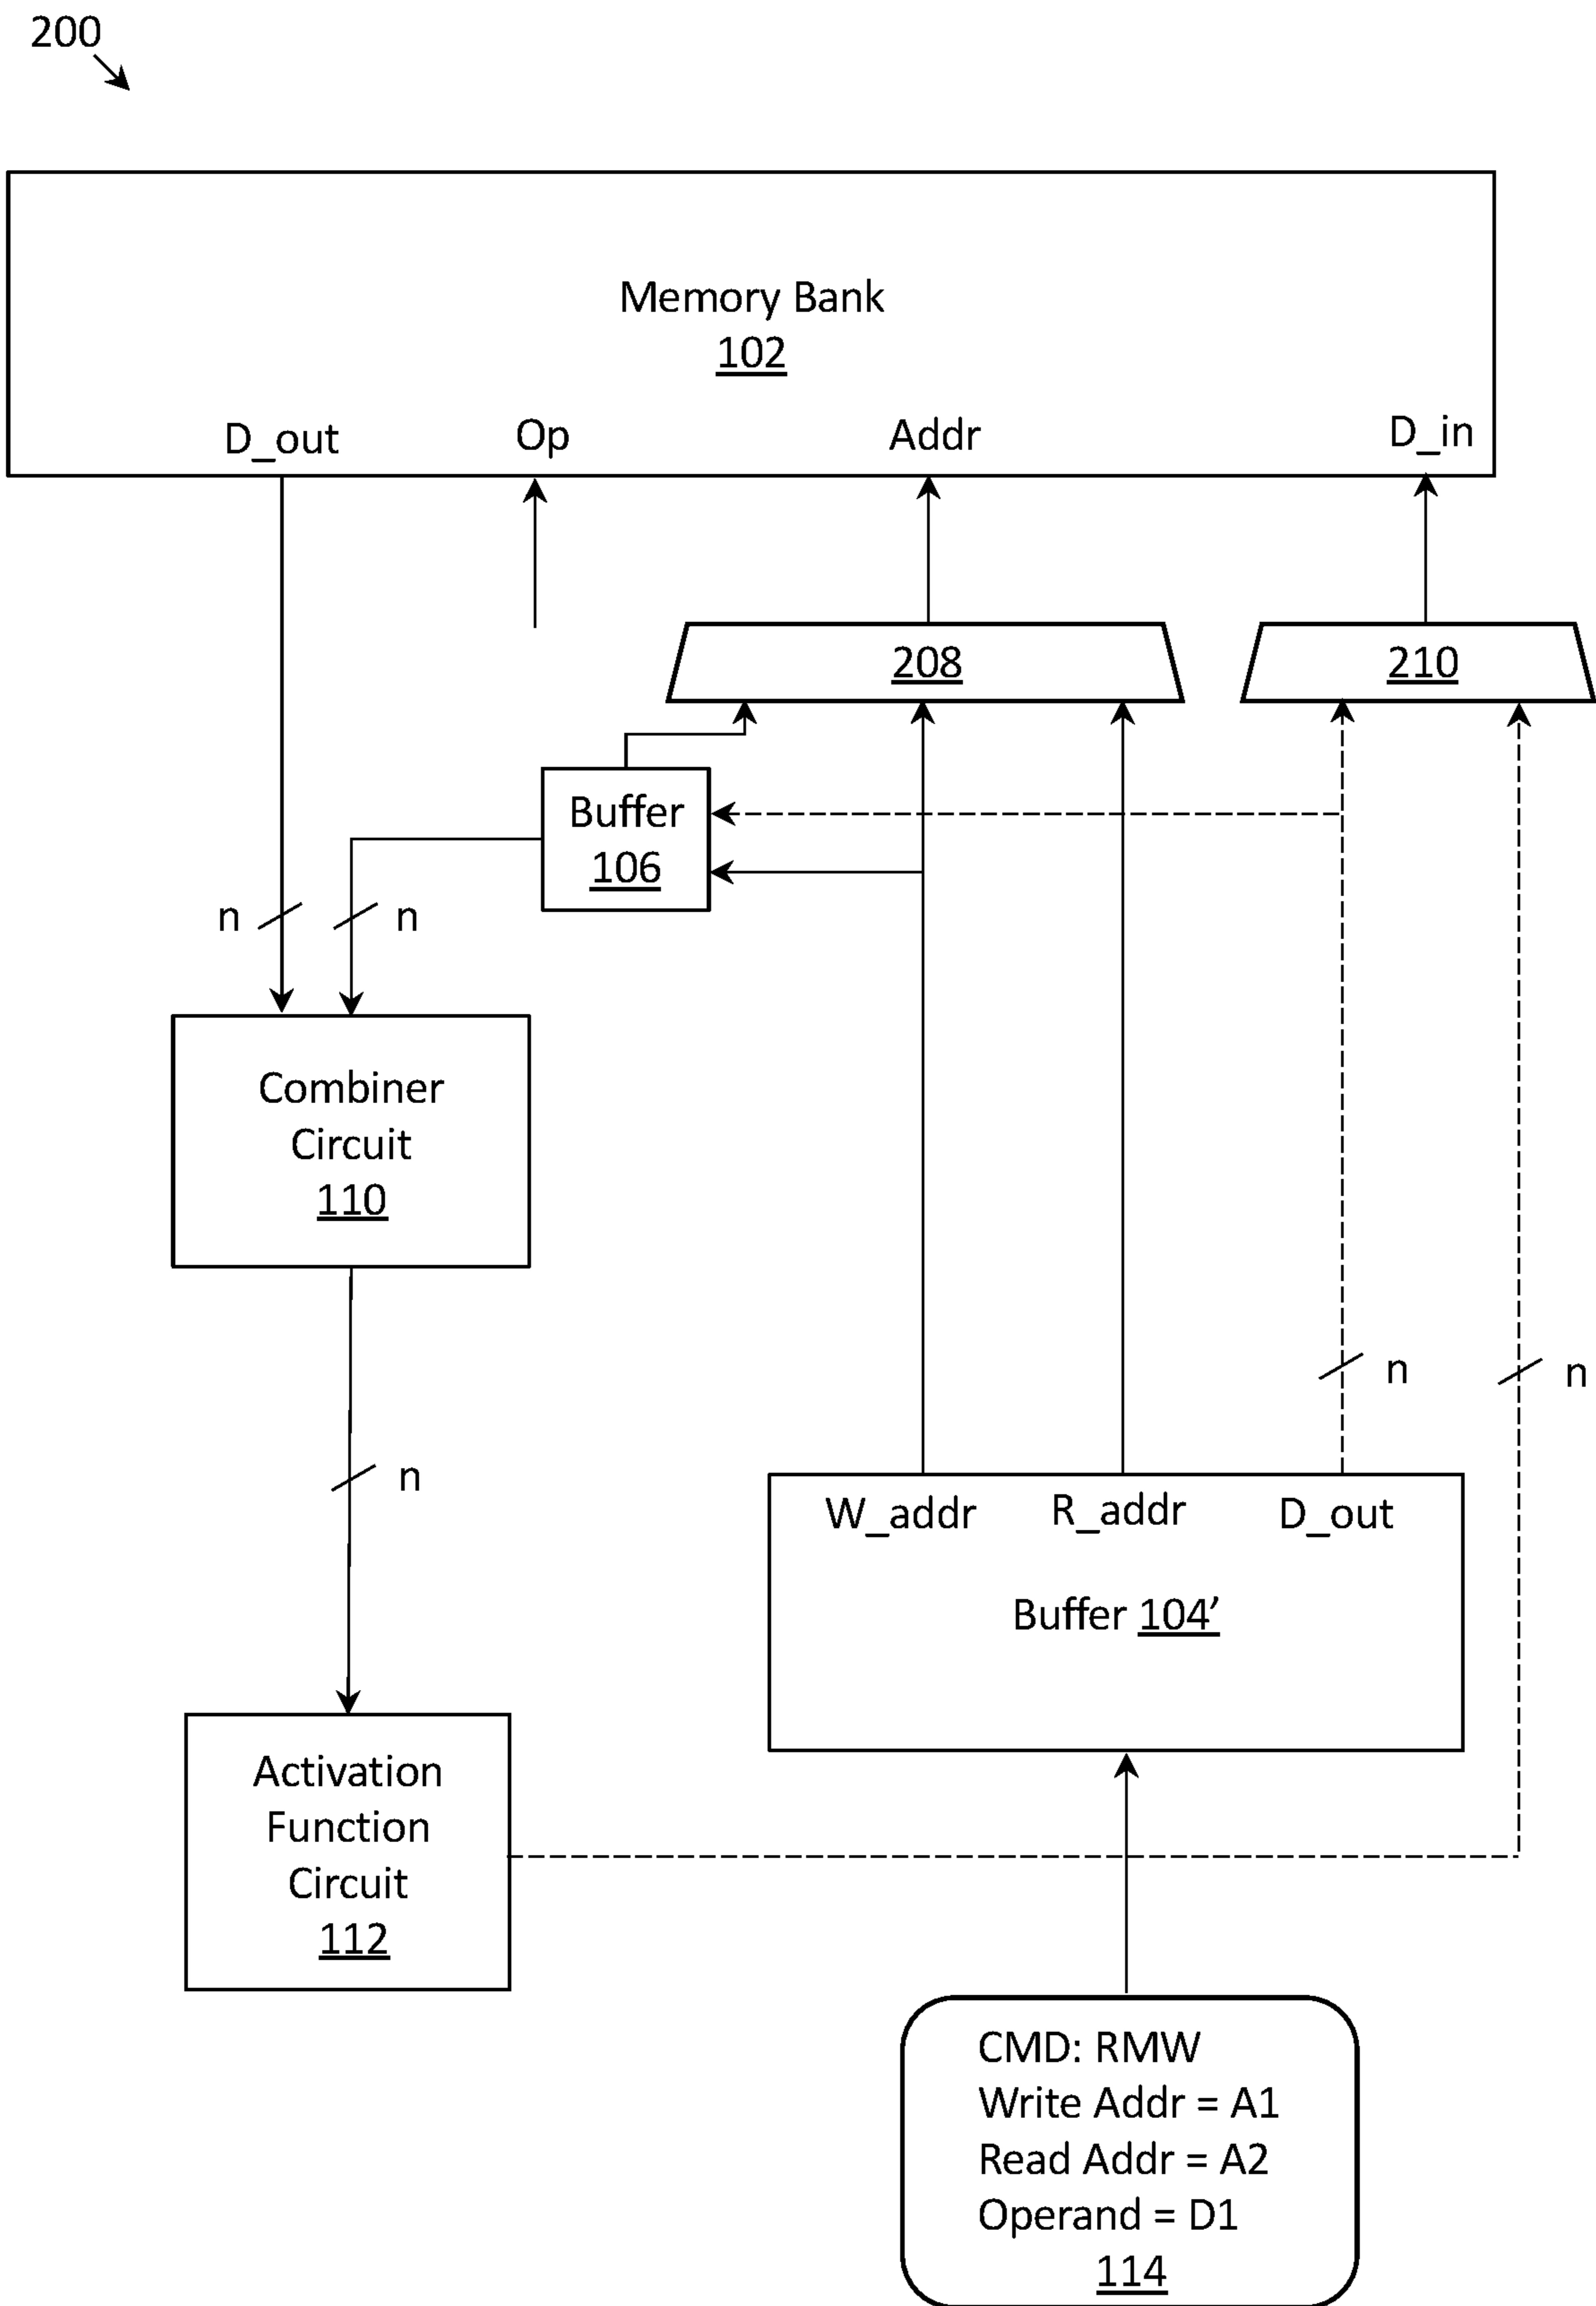 200
Memory Bank
102
D_out
Op
Addr
D_in
208
210
Buffer
106
n
n
Combiner
Circuit
110
n
n
n
W_addr
R_addr
D_out
Buffer 104’
Activation
Function
Circuit
112
CMD: RMW
Write Addr = A1
Read Addr = A2
Operand = D1
114